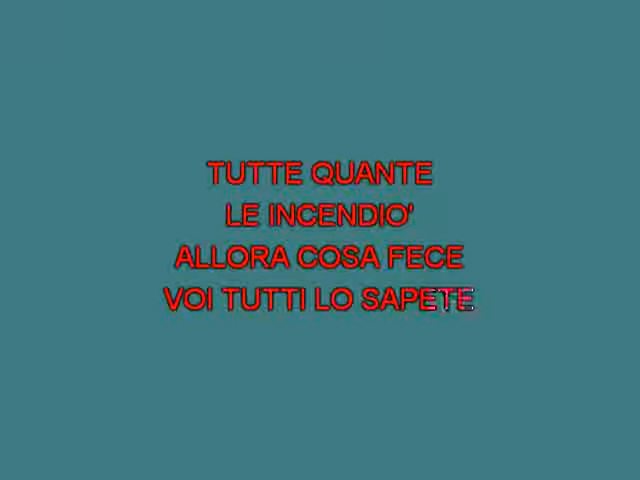 TUTTE QUANTE
LE INCENDIO'
ALLORA COSA FECE
VOI TUTTI LO SAPETE